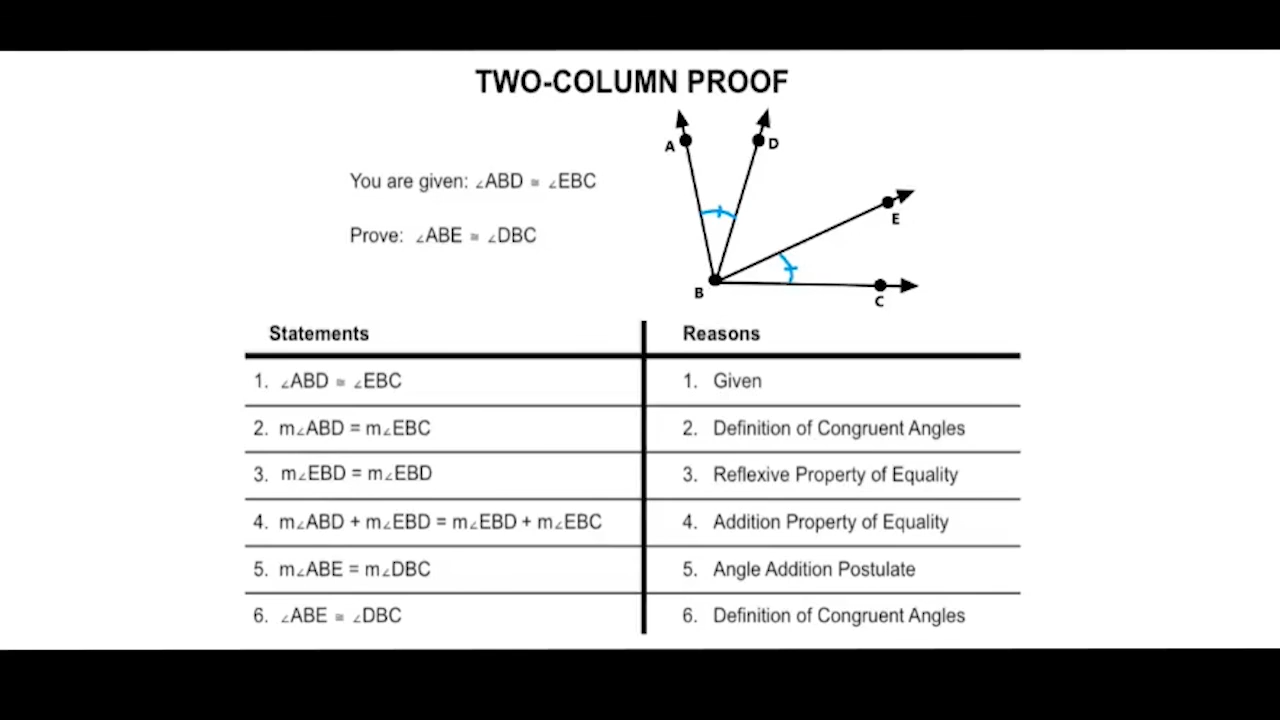 TWO-COLUMN PROOF
You are given: ∠ABD ≅ ∠EBC
Prove: ∠ABE ≅ ∠DBC
A
D
E
B
C
Statements Reasons
1. ∠ABD ≅ ∠EBC 1. Given
2. m∠ABD = m∠EBC 2. Definition of Congruent Angles
3. m∠EBD = m∠EBD 3. Reflexive Property of Equality
4. m∠ABD + m∠EBD = m∠EBD + m∠EBC 4. Addition Property of Equality
5. m∠ABE = m∠DBC 5. Angle Addition Postulate
6. ∠ABE ≅ ∠DBC 6. Definition of Congruent Angles